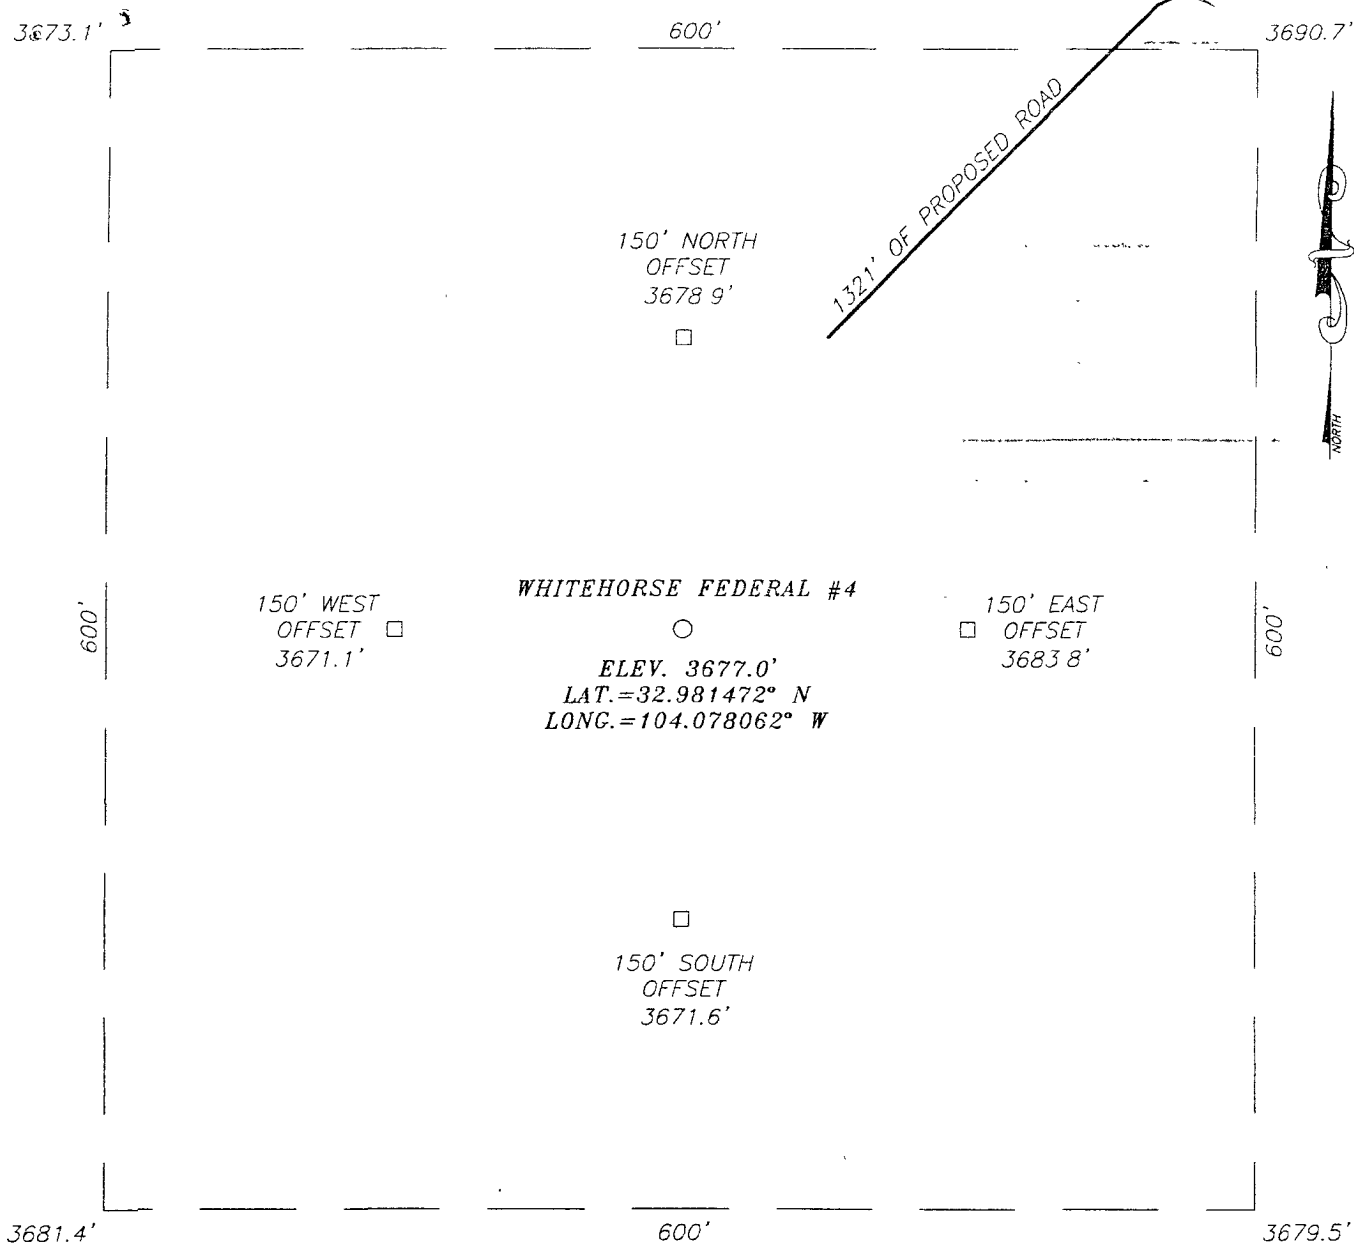 3673.1'
600'
3690.7'
1321' OF PROPOSED ROAD
150' NORTH
OFFSET
3678 9'
NORTH
WHITEHORSE FEDERAL #4
150' WEST
OFFSET
3671.1'
150' EAST
OFFSET
3683 8'
600'
600'
ELEV. 3677.0'
LAT.=32.981472° N
LONG.=104.078062° W
150' SOUTH
OFFSET
3671.6'
3681.4'
600'
3679.5'